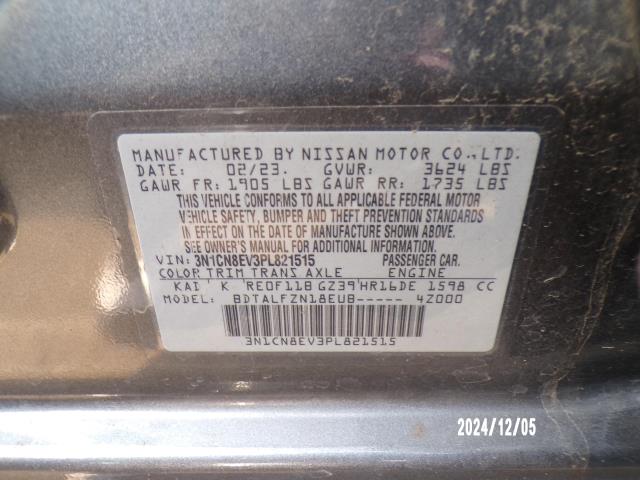 MANUFACTURED BY NISSAN MOTOR CO., LTD.
DATE: 02/23. GVWR: 3624 LBS
GAWR FR: 1905 LBS GAWR RR: 1735 LBS
THIS VEHICLE CONFORMS TO ALL APPLICABLE FEDERAL MOTOR
VEHICLE SAFETY, BUMPER AND THEFT PREVENTION STANDARDS
IN EFFECT ON THE DATE OF MANUFACTURE SHOWN ABOVE.
SEE OWNER'S MANUAL FOR ADDITIONAL INFORMATION
VIN: 3N1CN8EV3PL821515 PASSENGER CAR.
COLOR TRIM TRANS AXLE ENGINE
KAI ' K 'RE0F11B GZ39'HR16DE 1598 CC
MODEL: BDTALFZN18EUB----- 4Z000
3N1CN8EV3PL821515
2024/12/05